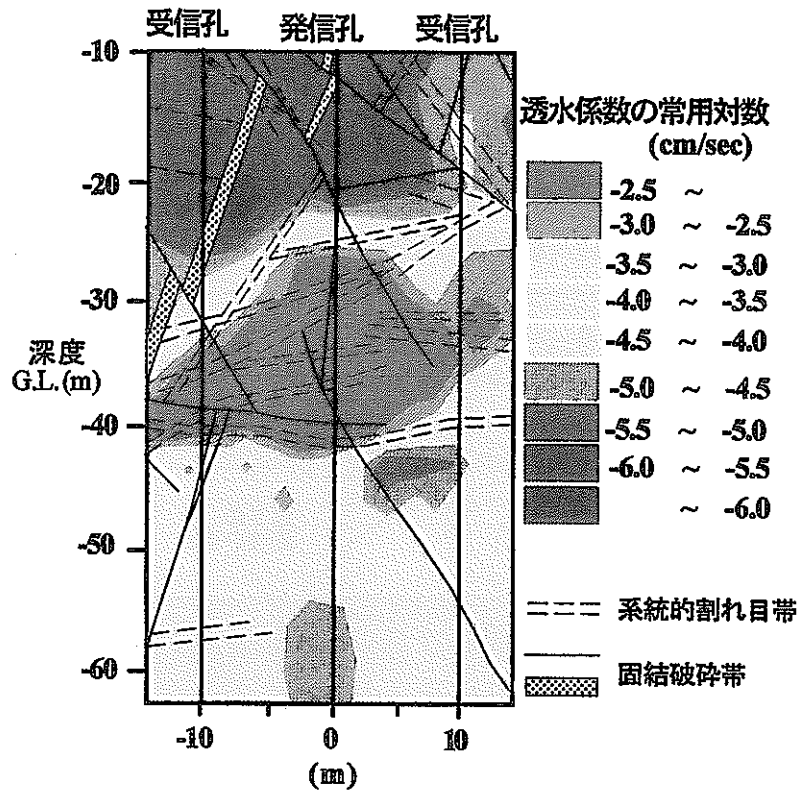 受信孔 発信孔 受信孔
-10
-20
-30
-40
-50
-60
深度
G.L.(m)
-10 0 10
(m)
透水係数の常用対数
(cm/sec)
-2.5 ~
-3.0 ~ -2.5
-3.5 ~ -3.0
-4.0 ~ -3.5
-4.5 ~ -4.0
-5.0 ~ -4.5
-5.5 ~ -5.0
-6.0 ~ -5.5
~ -6.0
系統的割れ目帯
固結破砕帯